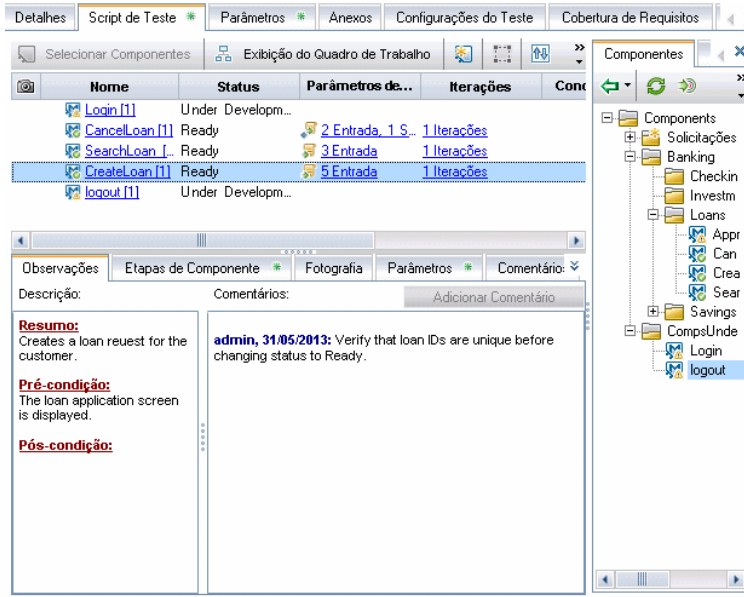 Detalhes Script de Teste * Parâmetros * Anexos Configurações do Teste Cobertura de Requisitos
Selecionar Componentes Exibição do Quadro de Trabalho »
Nome Status Parâmetros de... Iterações Cond
Login [1] Under Developm...
CancelLoan [1] Ready 2 Entrada, 1 S... 1 Iterações
SearchLoan [... Ready 3 Entrada 1 Iterações
CreateLoan [1] Ready 5 Entrada 1 Iterações
logout [1] Under Developm...
Observações Etapas de Componente * Fotografia Parâmetros * Comentário:
Descrição: Comentários: Adicionar Comentário
Resumo:
Creates a loan reuest for the
customer.
Pré-condição:
The loan application screen
is displayed.
Pós-condição:
admin, 31/05/2013: Verify that loan IDs are unique before
changing status to Ready.
Componentes
Components
Solicitações
Banking
Checkin
Investm
Loans
Appr
Can
Crea
Sear
Savings
CompsUnde
Login
logout